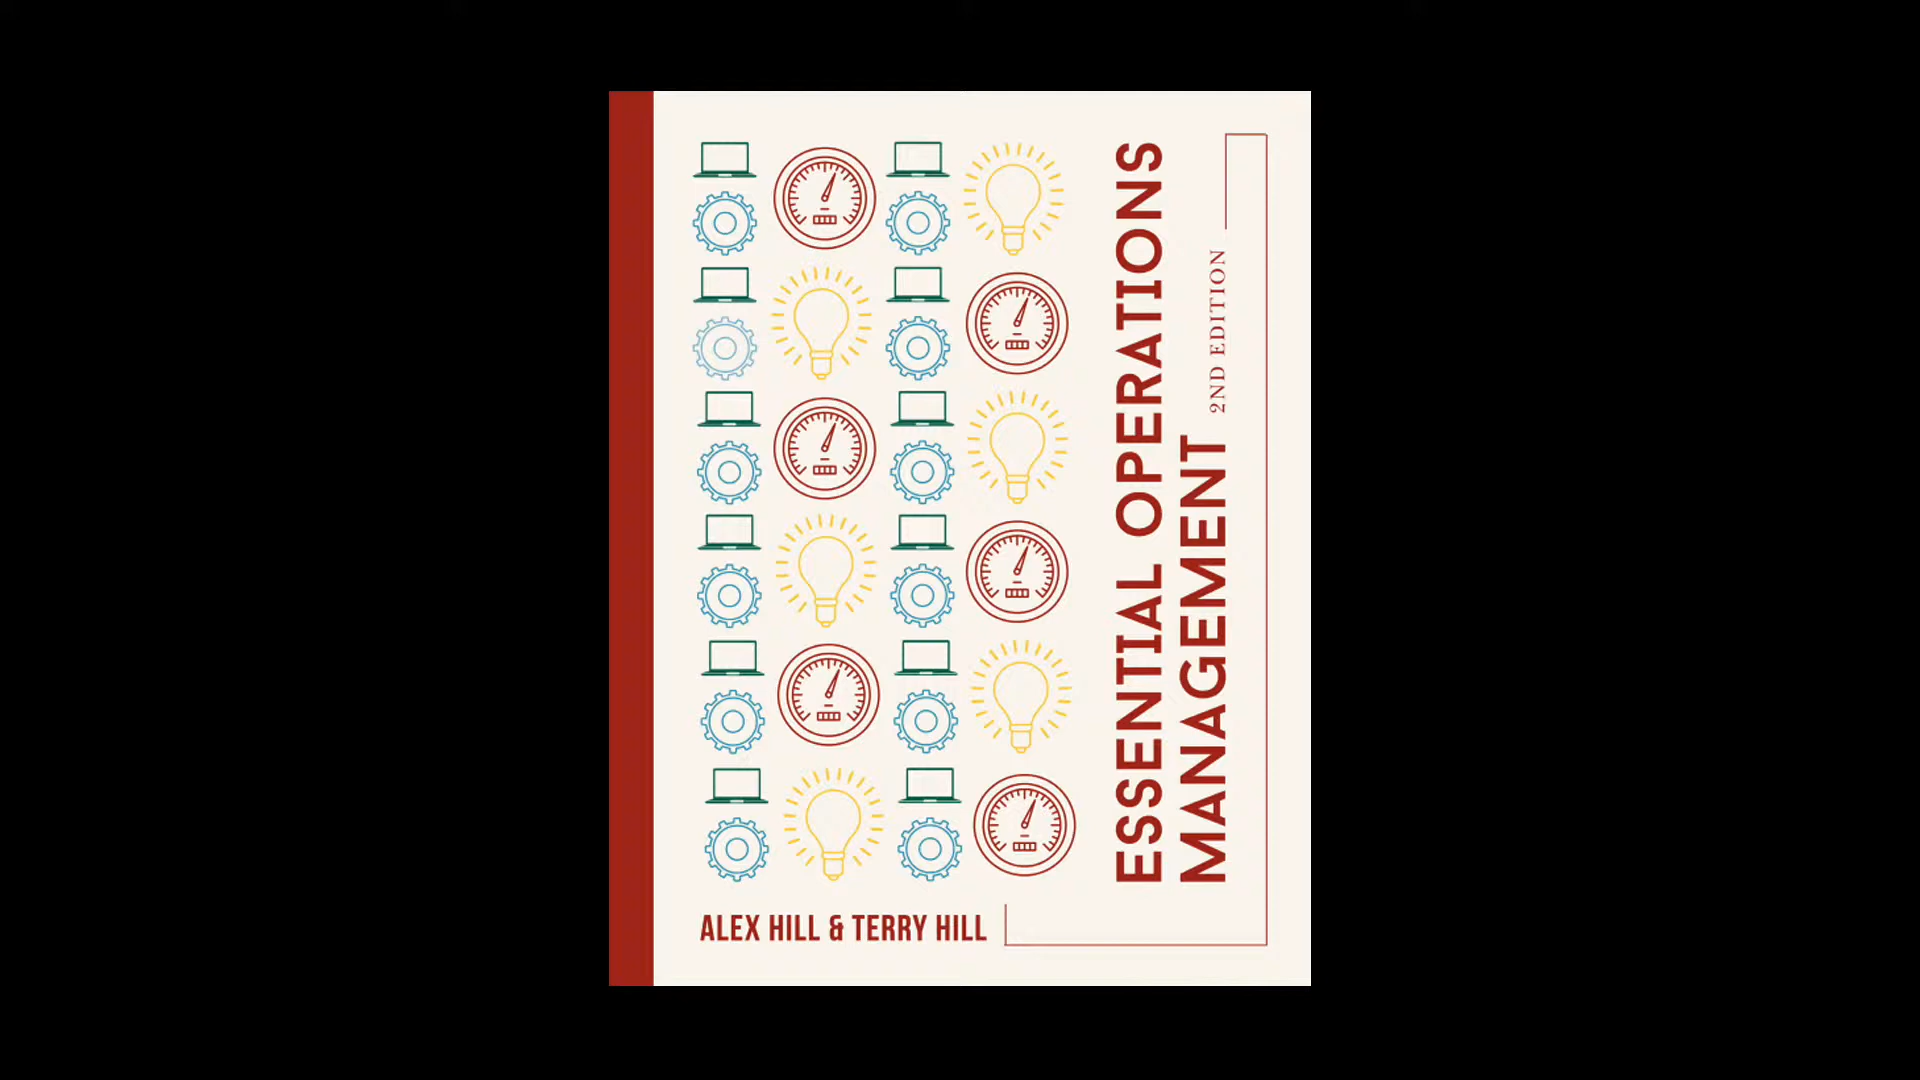 ESSENTIAL OPERATIONS
MANAGEMENT 2ND EDITION
ALEX HILL & TERRY HILL